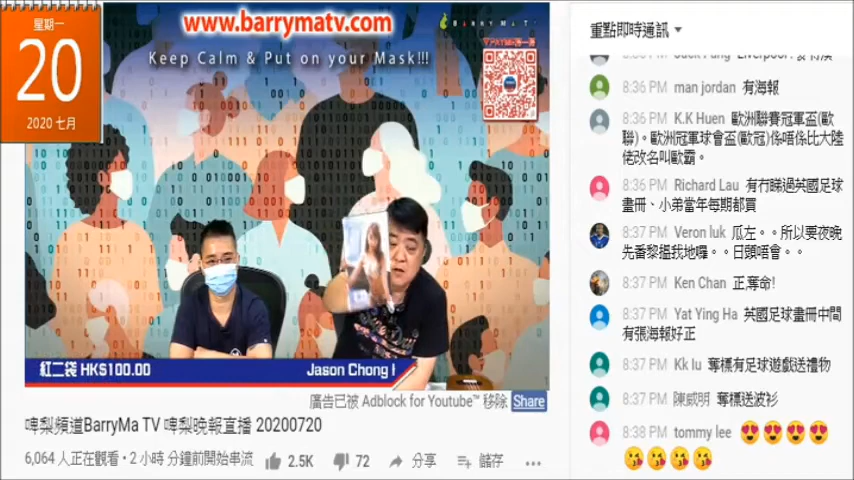 星期一
20
2020 七月
www.barrymatv.com
BARRY MA TV
Keep Calm & Put on your Mask!!!
紅二袋 HK$100.00
Jason Chong
廣告已被 Adblock for Youtube™ 移除 Share
啤梨頻道BarryMa TV 啤梨晚報直播 20200720
6,064 人正在觀看・2 小時 分鐘前開始串流
2.5K
72
分享
儲存
重點即時通訊
8:36 PM man jordan 有海報
8:36 PM K.K Huen 歐洲聯賽冠軍盃(歐
聯)。歐洲冠軍球會盃(歐冠)係唔係比大陸
佬改名叫歐霸。
8:36 PM Richard Lau 有冇睇過英國足球
畫冊、小弟當年每期都買
8:37 PM Veron luk 瓜左。。所以要夜晚
先番黎搵我地囉。。日頭唔會。。
8:37 PM Ken Chan 正,奪命!
8:37 PM Yat Ying Ha 英國足球畫冊中間
有張海報好正
8:37 PM Kk lu 奪標有足球遊戲送禮物
8:37 PM 陳威明 奪標送波衫
8:38 PM tommy lee